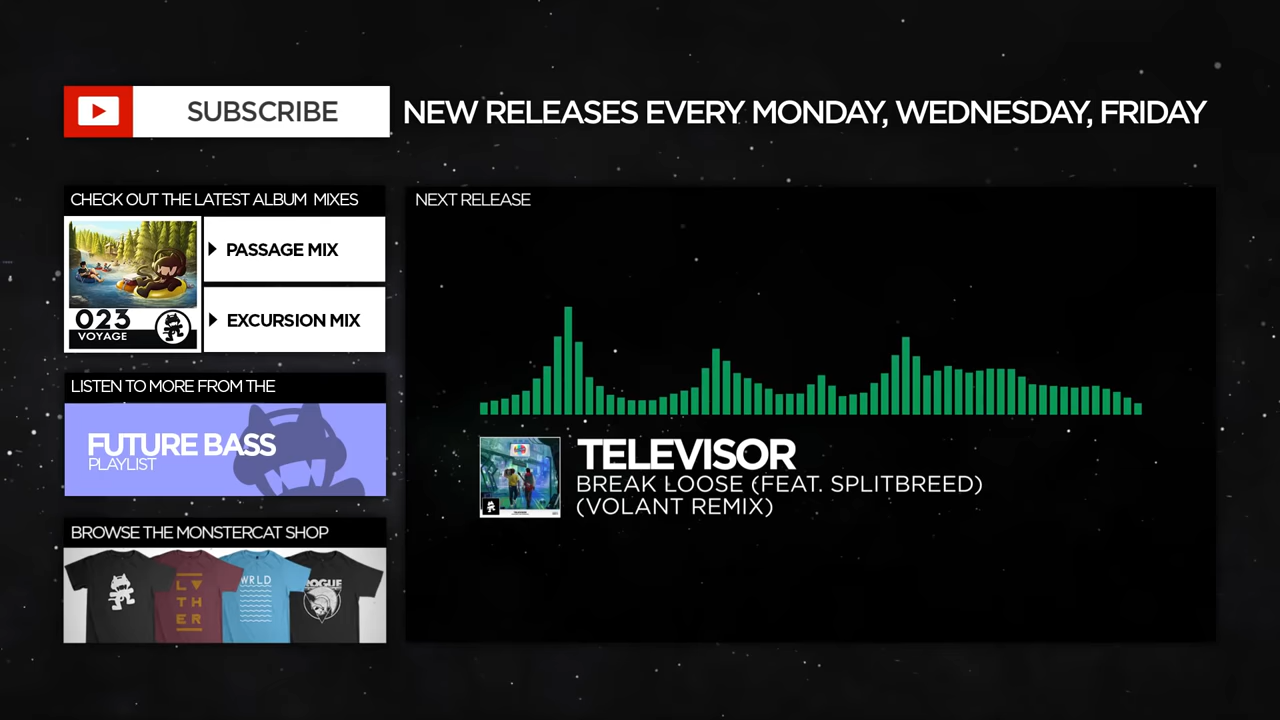 SUBSCRIBE
NEW RELEASES EVERY MONDAY, WEDNESDAY, FRIDAY
CHECK OUT THE LATEST ALBUM MIXES
PASSAGE MIX
EXCURSION MIX
023
VOYAGE
LISTEN TO MORE FROM THE
FUTURE BASS
PLAYLIST
BROWSE THE MONSTERCAT SHOP
L
THER
WRLD
ROGUE
NEXT RELEASE
TELEVISOR
BREAK LOOSE (FEAT. SPLITBREED)
(VOLANT REMIX)